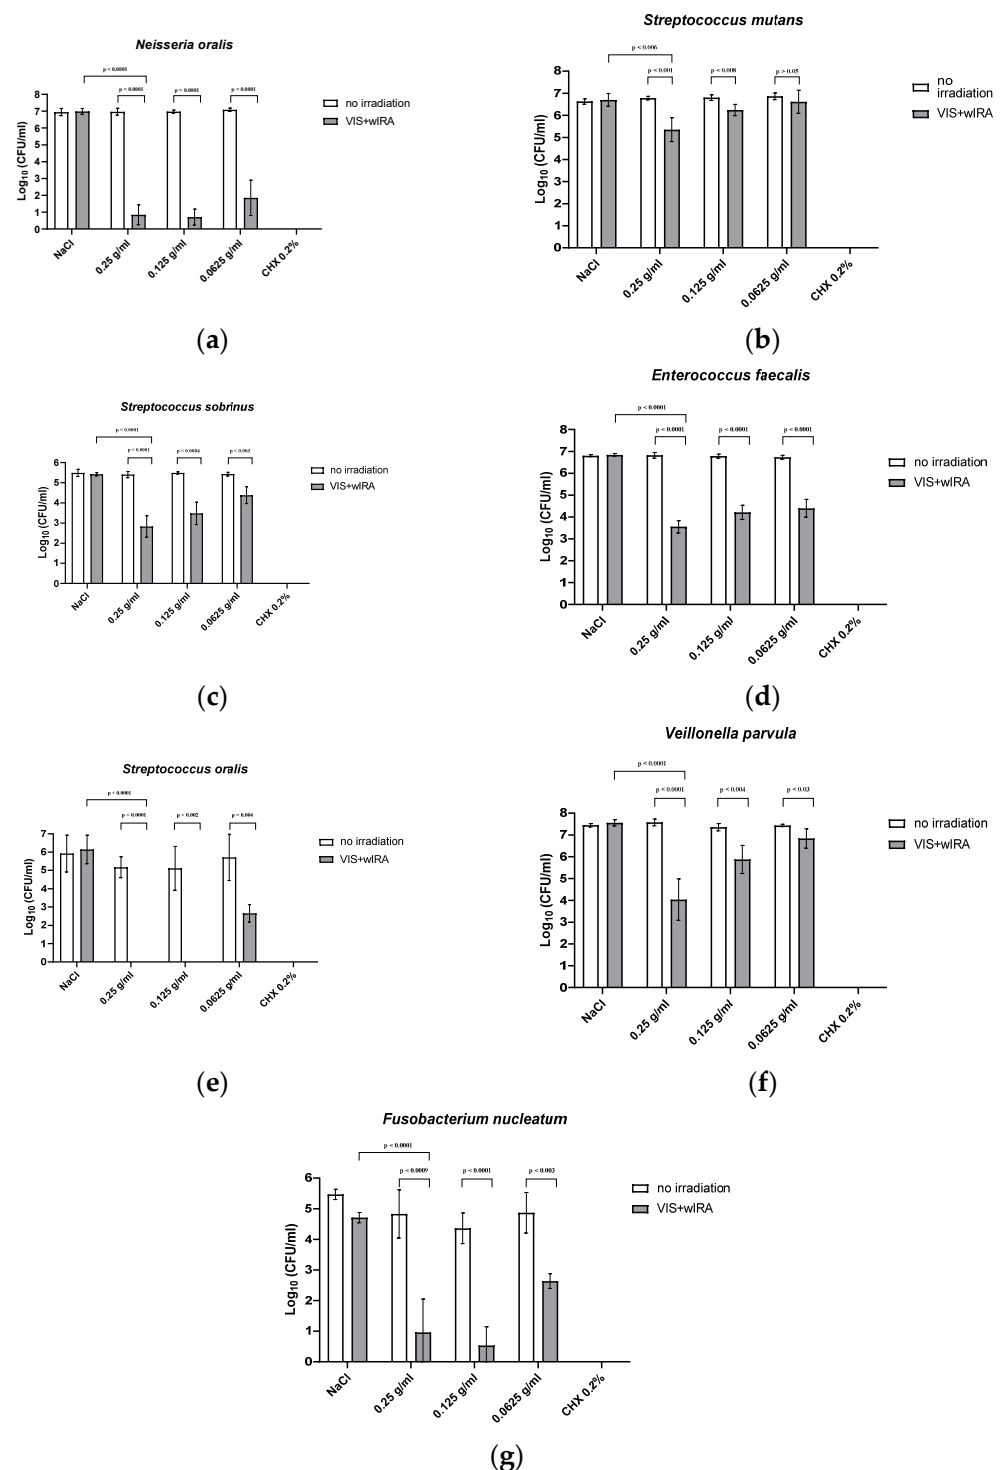 Neisseria oralis
p < 0.0001
p < 0.0001
p < 0.0001
p < 0.0001
no irradiation
VIS+wIRA
Log10 (CFU/ml)
8
7
6
5
4
3
2
1
0
NaCl
0.25 g/ml
0.125 g/ml
0.0625 g/ml
CHX 0.2%
(a)
Streptococcus mutans
p < 0.006
p < 0.001
p < 0.008
p > 0.05
no
irradiation
VIS+wIRA
Log10 (CFU/ml)
8
7
6
5
4
3
2
1
0
NaCl
0.25 g/ml
0.125 g/ml
0.0625 g/ml
CHX 0.2%
(b)
Streptococcus sobrinus
p < 0.0001
p < 0.0001
p < 0.0004
p < 0.003
no irradiation
VIS+wIRA
Log10 (CFU/ml)
6
5
4
3
2
1
0
NaCl
0.25 g/ml
0.125 g/ml
0.0625 g/ml
CHX 0.2%
(c)
Enterococcus faecalis
p < 0.0001
p < 0.0001
p < 0.0001
p < 0.0001
no irradiation
VIS+wIRA
Log10 (CFU/ml)
8
7
6
5
4
3
2
1
0
NaCl
0.25 g/ml
0.125 g/ml
0.0625 g/ml
CHX 0.2%
(d)
Streptococcus oralis
p < 0.0001
p < 0.0001
p < 0.002
p < 0.004
no irradiation
VIS+wIRA
Log10 (CFU/ml)
7
6
5
4
3
2
1
0
NaCl
0.25 g/ml
0.125 g/ml
0.0625 g/ml
CHX 0.2%
(e)
Veillonella parvula
p < 0.0001
p < 0.0001
p < 0.004
p < 0.03
no irradiation
VIS+wIRA
Log10 (CFU/ml)
8
7
6
5
4
3
2
1
0
NaCl
0.25 g/ml
0.125 g/ml
0.0625 g/ml
CHX 0.2%
(f)
Fusobacterium nucleatum
p < 0.0001
p < 0.0009
p < 0.0001
p < 0.003
no irradiation
VIS+wIRA
Log10 (CFU/ml)
6
5
4
3
2
1
0
NaCl
0.25 g/ml
0.125 g/ml
0.0625 g/ml
CHX 0.2%
(g)